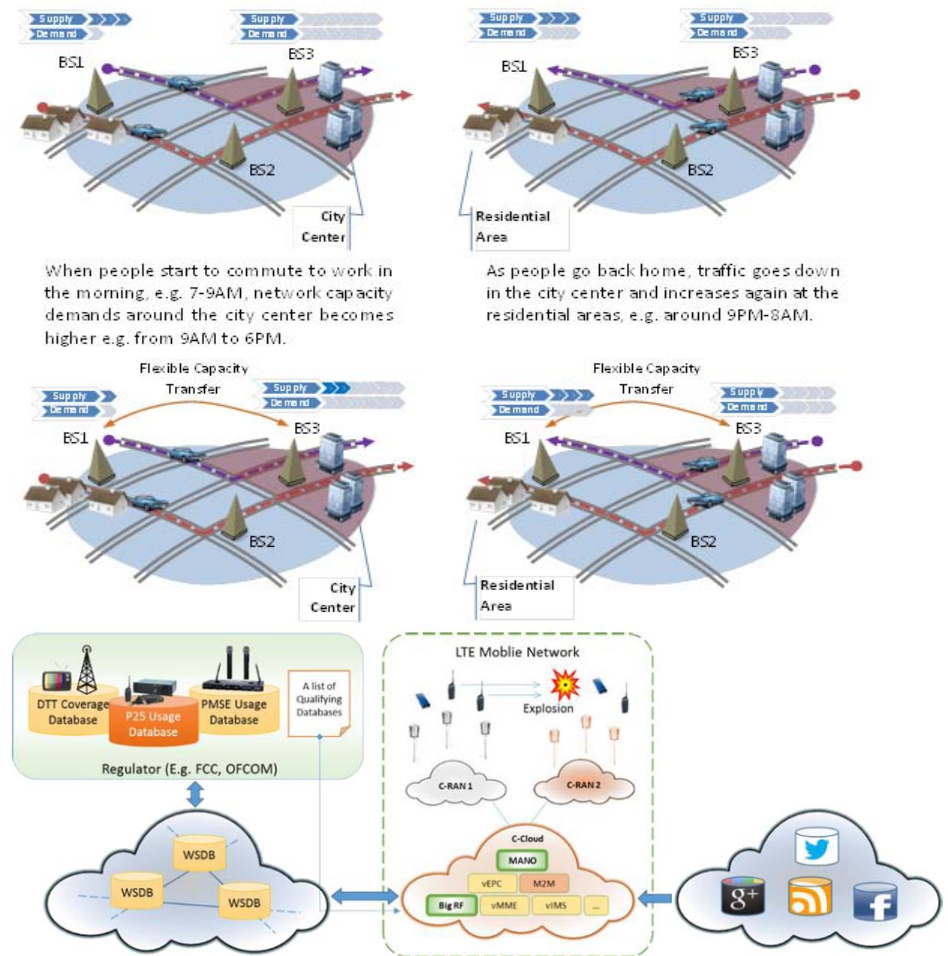 Supply
Demand
BS1
Supply
Demand
BS3
BS2
City
Center
Supply
Demand
BS1
Supply
Demand
BS3
BS2
Residential
Area
When people start to commute to work in
the morning, e.g. 7-9AM, network capacity
demands around the city center becomes
higher e.g. from 9AM to 6PM.
As people go back home, traffic goes down
in the city center and increases again at the
residential areas, e.g. around 9PM-8AM.
Flexible Capacity
Transfer
Supply
Demand
BS1
Supply
Demand
BS3
BS2
City
Center
Flexible Capacity
Transfer
Supply
Demand
BS1
Supply
Demand
BS3
BS2
Residential
Area
DTT Coverage
Database
P25 Usage
Database
PMSE Usage
Database
A list of
Qualifying
Databases
Regulator (E.g. FCC, OFCOM)
WSDB
WSDB
WSDB
LTE Moblie Network
Explosion
C-RAN 1
C-RAN 2
C-Cloud
MANO
vEPC
M2M
Big RF
vMME
vIMS
...
g+
f